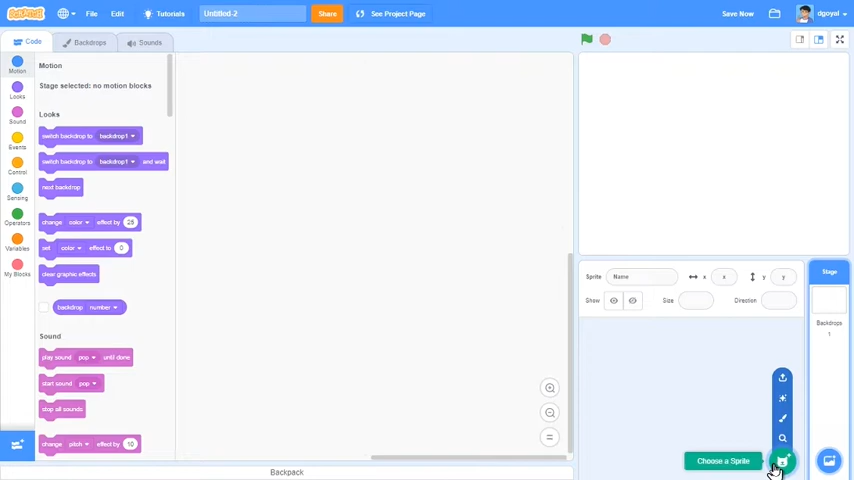 SCRATCH
File
Edit
Tutorials
Untitled-2
Share
See Project Page
Save Now
dgoyal
Code
Backdrops
Sounds
Motion
Looks
Sound
Events
Control
Sensing
Operators
Variables
My Blocks
Motion
Stage selected: no motion blocks
Looks
switch backdrop to backdrop1
switch backdrop to backdrop1 and wait
next backdrop
change color effect by 25
set color effect to 0
clear graphic effects
backdrop number
Sound
play sound pop until done
start sound pop
stop all sounds
change pitch effect by 10
Sprite Name x x y y
Show Size Direction
Stage
Backdrops
1
Choose a Sprite
Backpack